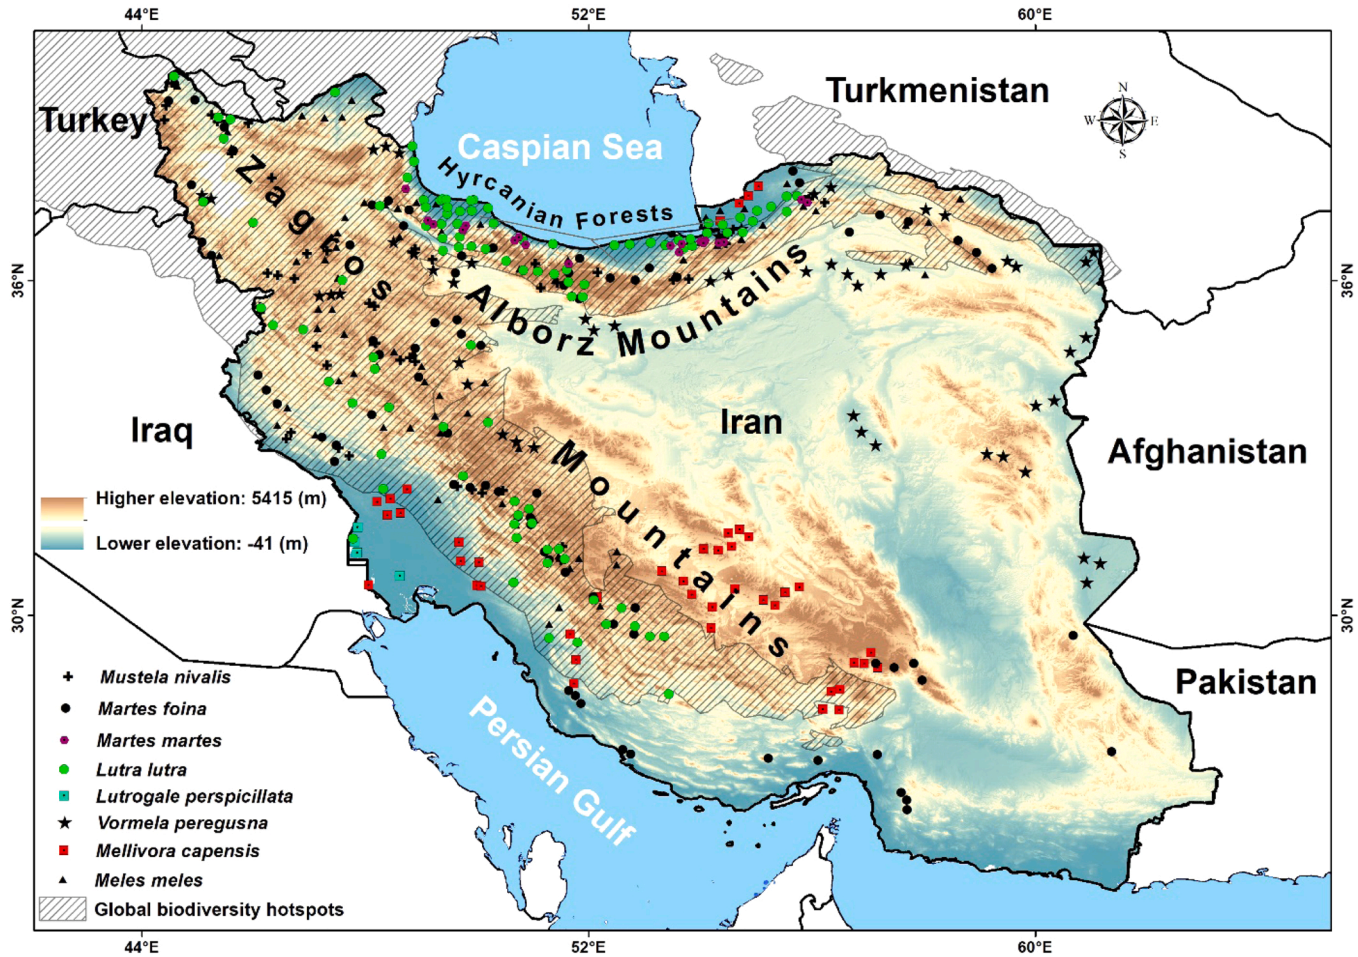 44°E 52°E 60°E
Turkmenistan
N
W E
S
Turkey
Caspian Sea
Hyrcanian Forests
Zagros
36°N 36°N
Alborz Mountains
Iran
Iraq
Afghanistan
Mountains
Higher elevation: 5415 (m)
Lower elevation: -41 (m)
30°N 30°N
Pakistan
Persian Gulf
Mustela nivalis
Martes foina
Martes martes
Lutra lutra
Lutrogale perspicillata
Vormela peregusna
Mellivora capensis
Meles meles
Global biodiversity hotspots
44°E 52°E 60°E